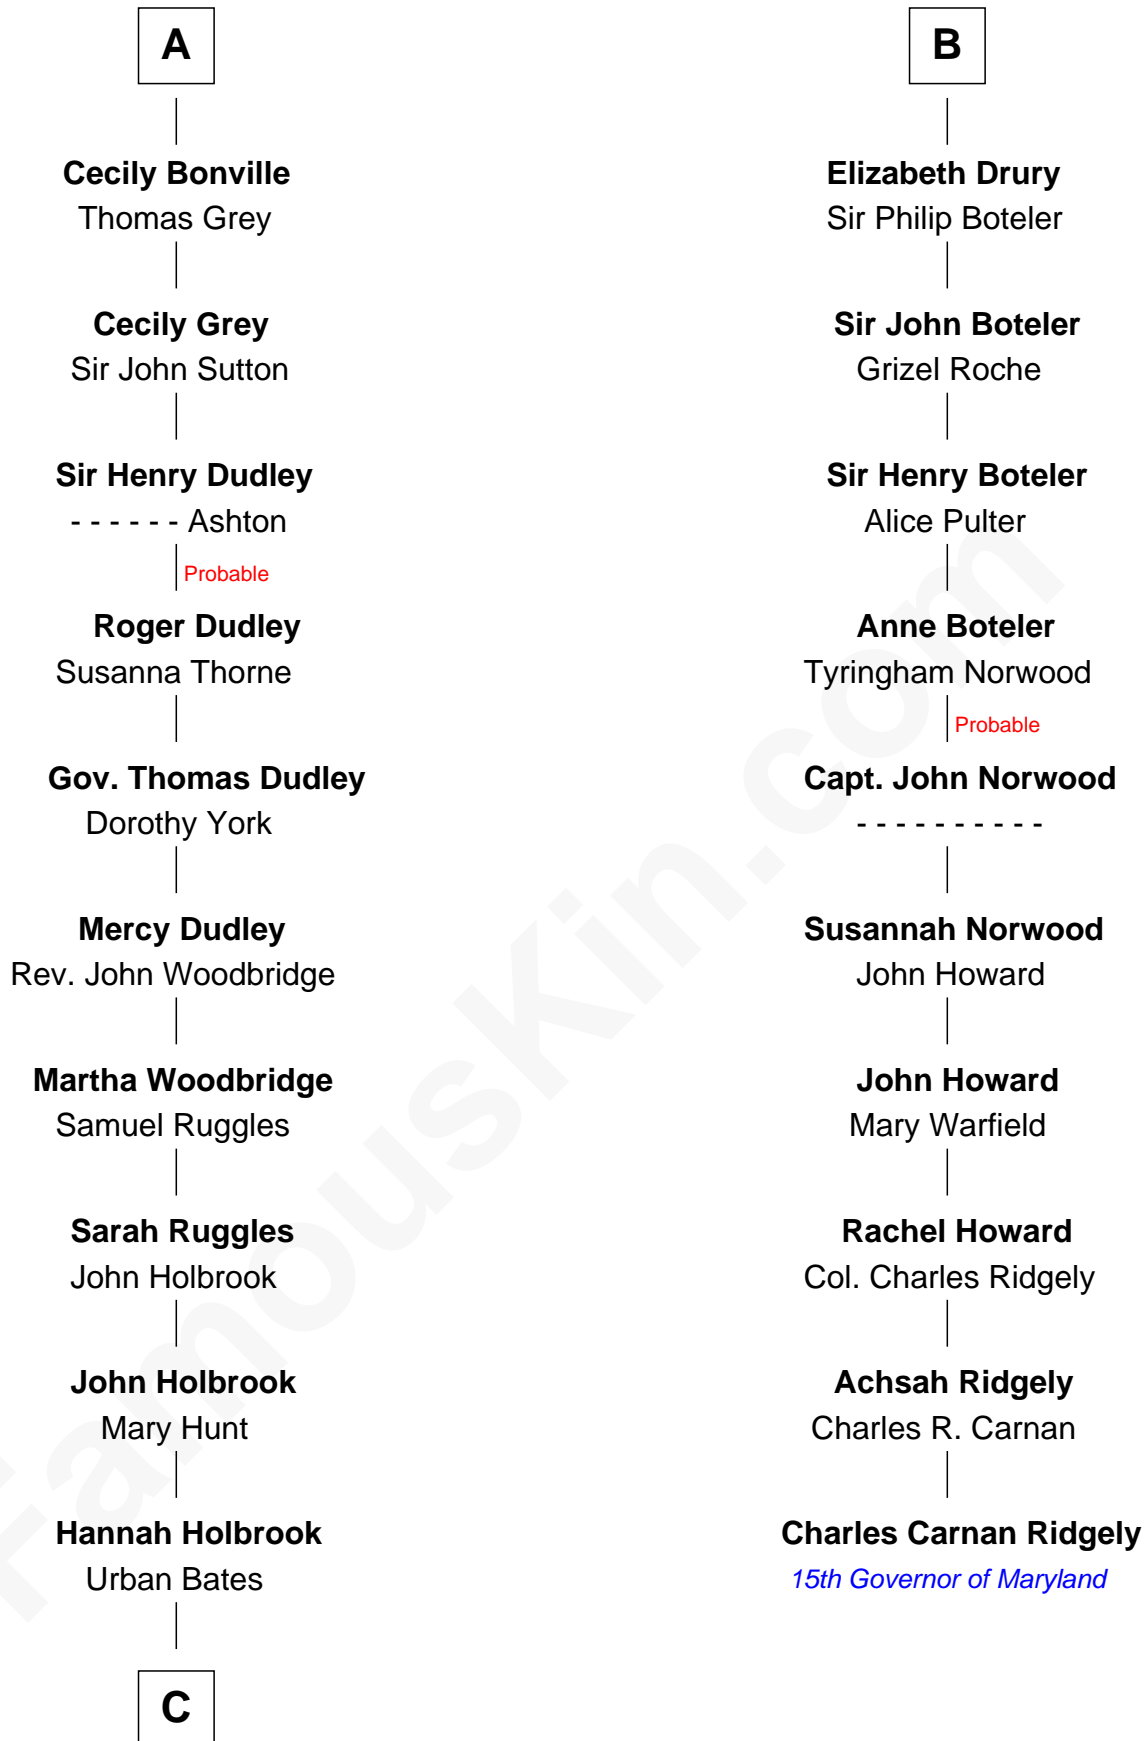 A
Cecily Bonville
Thomas Grey
Cecily Grey
Sir John Sutton
Sir Henry Dudley
- - - - - - Ashton
Probable
Roger Dudley
Susanna Thorne
Gov. Thomas Dudley
Dorothy York
Mercy Dudley
Rev. John Woodbridge
Martha Woodbridge
Samuel Ruggles
Sarah Ruggles
John Holbrook
John Holbrook
Mary Hunt
Hannah Holbrook
Urban Bates
C
B
Elizabeth Drury
Sir Philip Boteler
Sir John Boteler
Grizel Roche
Sir Henry Boteler
Alice Pulter
Anne Boteler
Tyringham Norwood
Probable
Capt. John Norwood
- - - - - - - - - -
Susannah Norwood
John Howard
John Howard
Mary Warfield
Rachel Howard
Col. Charles Ridgely
Achsah Ridgely
Charles R. Carnan
Charles Carnan Ridgely
15th Governor of Maryland
FamousKin.com